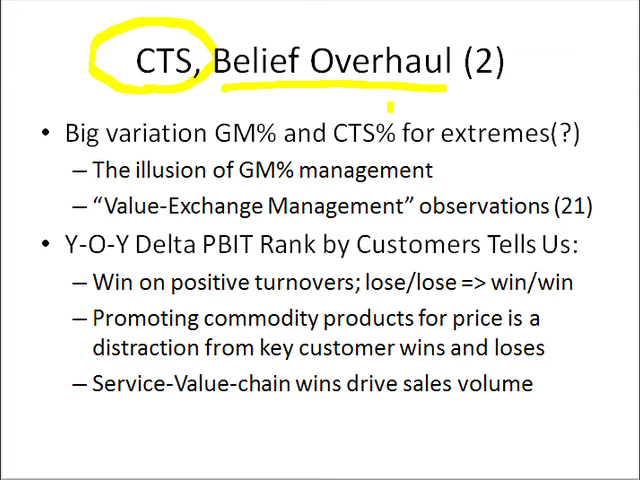 CTS, Belief Overhaul (2)
• Big variation GM% and CTS% for extremes(?)
– The illusion of GM% management
– “Value-Exchange Management” observations (21)
• Y-O-Y Delta PBIT Rank by Customers Tells Us:
– Win on positive turnovers; lose/lose => win/win
– Promoting commodity products for price is a
distraction from key customer wins and loses
– Service-Value-chain wins drive sales volume